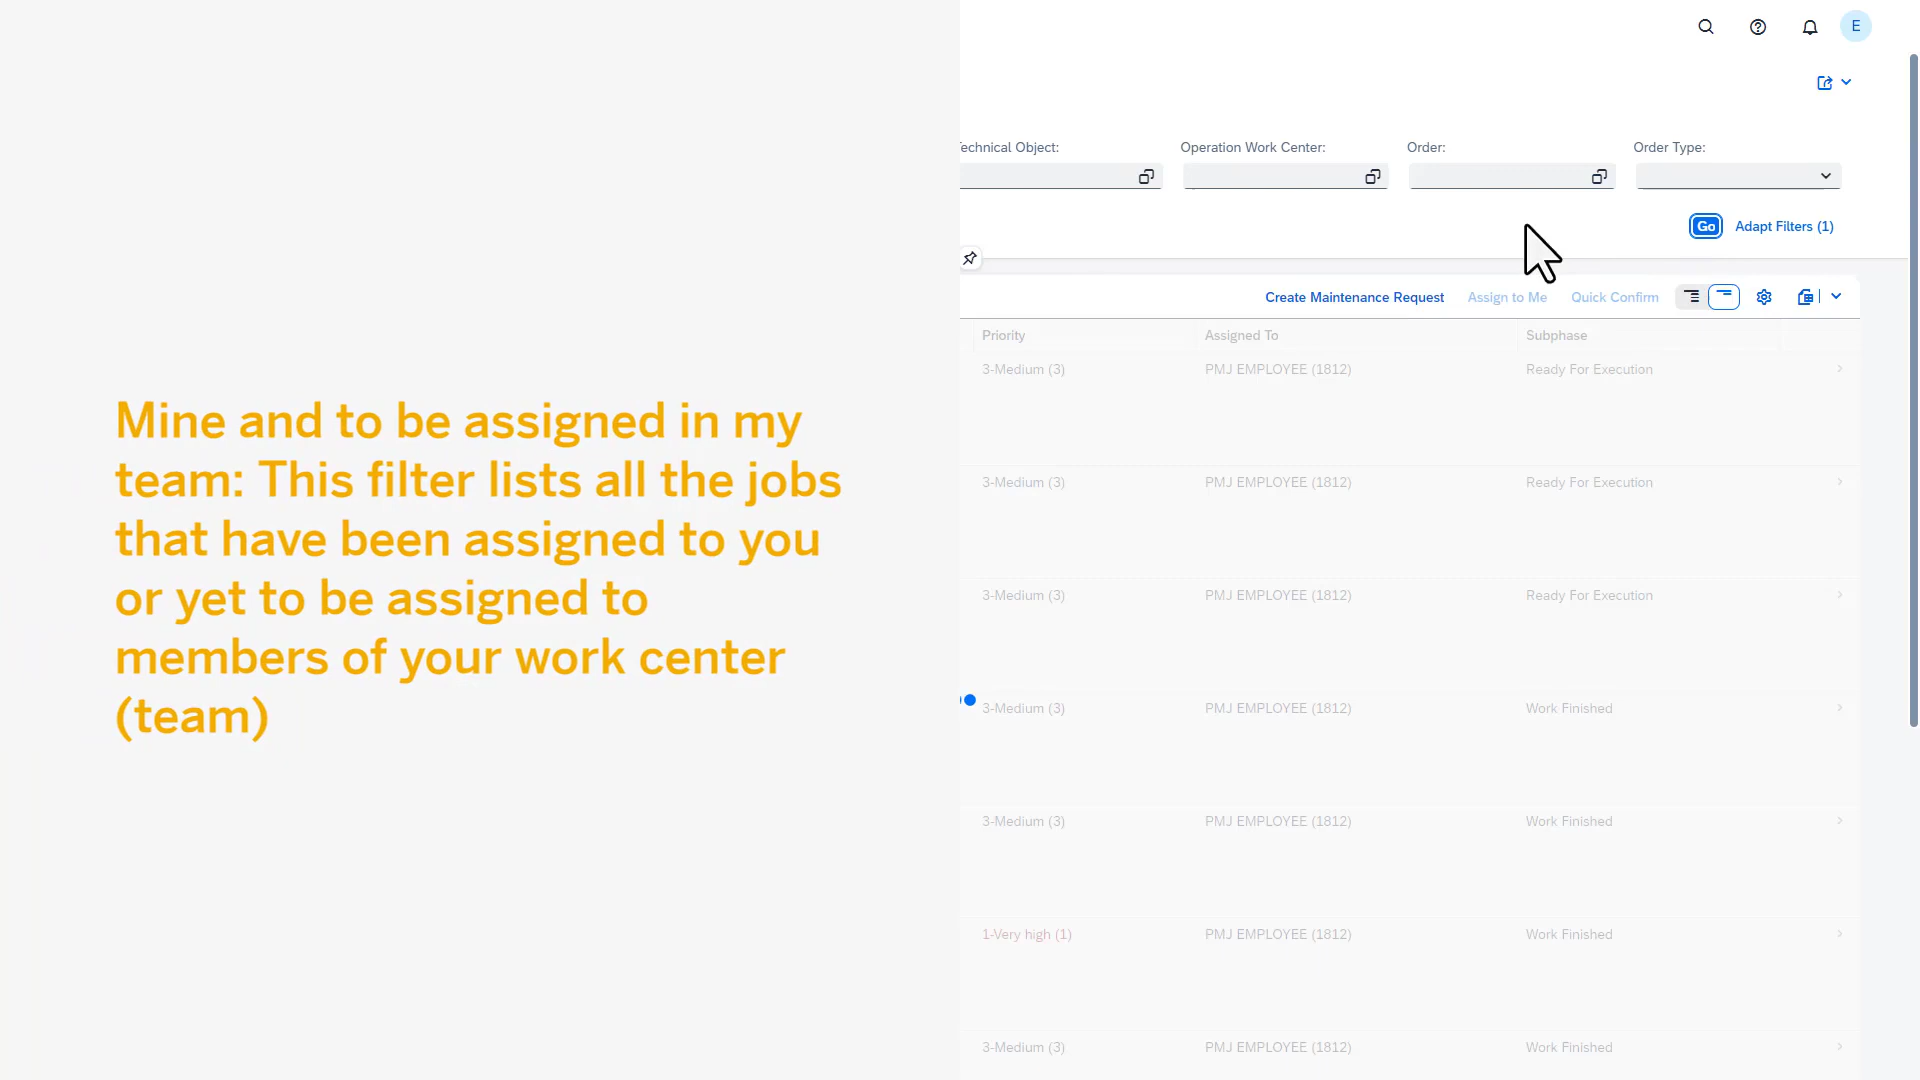 E
Technical Object:
Operation Work Center:
Order:
Order Type:
Go
Adapt Filters (1)
Create Maintenance Request
Assign to Me
Quick Confirm
Priority
Assigned To
Subphase
3-Medium (3)
PMJ EMPLOYEE (1812)
Ready For Execution
3-Medium (3)
PMJ EMPLOYEE (1812)
Ready For Execution
3-Medium (3)
PMJ EMPLOYEE (1812)
Ready For Execution
3-Medium (3)
PMJ EMPLOYEE (1812)
Work Finished
3-Medium (3)
PMJ EMPLOYEE (1812)
Work Finished
1-Very high (1)
PMJ EMPLOYEE (1812)
Work Finished
3-Medium (3)
PMJ EMPLOYEE (1812)
Work Finished
Mine and to be assigned in my
team: This filter lists all the jobs
that have been assigned to you
or yet to be assigned to
members of your work center
(team)